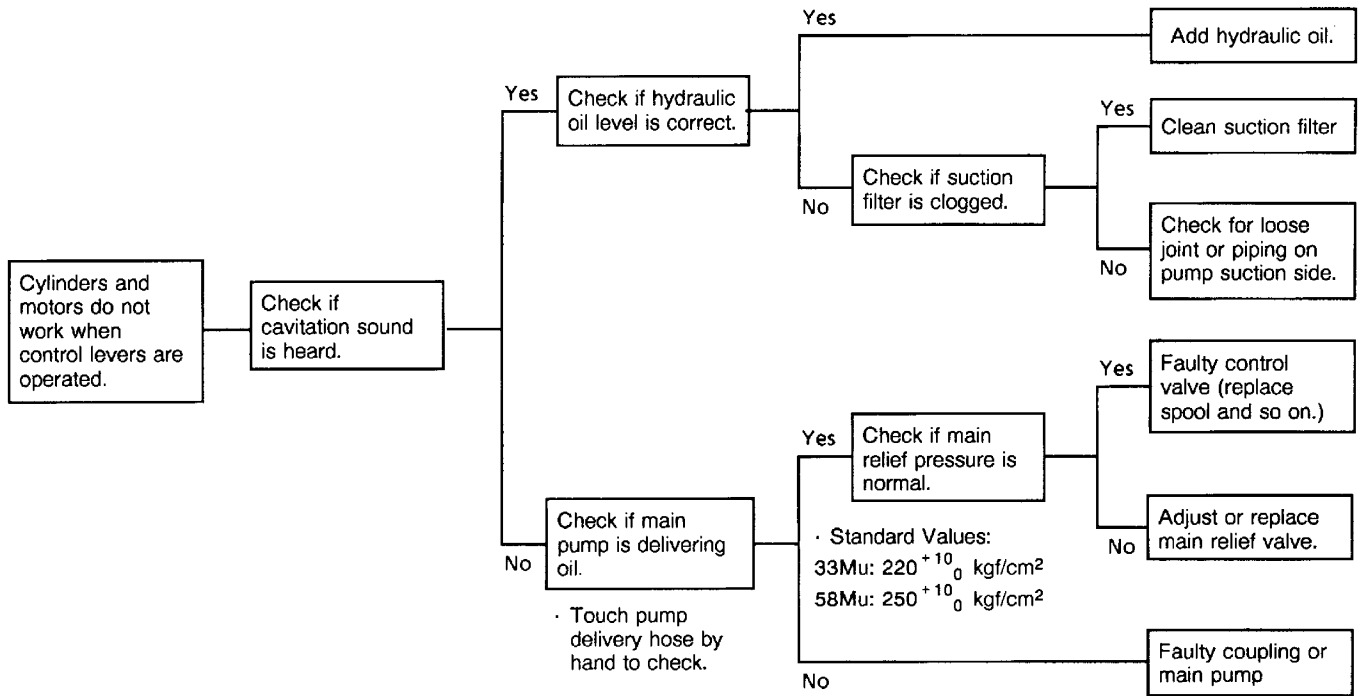 Cylinders and
motors do not
work when
control levers are
operated.
Check if
cavitation sound
is heard.
Yes
Check if hydraulic
oil level is correct.
Yes
Add hydraulic oil.
No
Check if suction
filter is clogged.
Yes
Clean suction filter
No
Check for loose
joint or piping on
pump suction side.
No
Check if main
pump is delivering
oil.
· Touch pump
delivery hose by
hand to check.
Yes
Check if main
relief pressure is
normal.
· Standard Values:
33Mu: 220 +10 0 kgf/cm²
58Mu: 250 +10 0 kgf/cm²
Yes
Faulty control
valve (replace
spool and so on.)
No
Adjust or replace
main relief valve.
No
Faulty coupling or
main pump